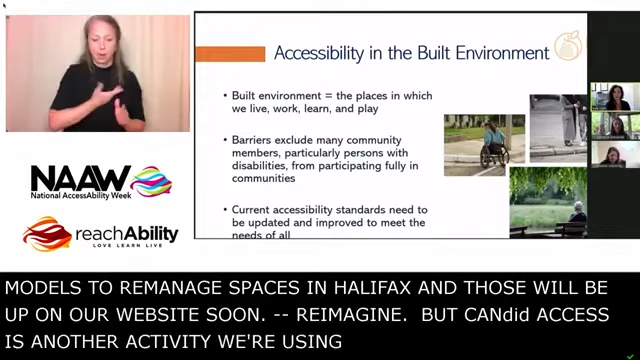 Accessibility in the Built Environment
• Built environment = the places in which
we live, work, learn, and play
• Barriers exclude many community
members, particularly persons with
disabilities, from participating fully in
communities
• Current accessibility standards need to
be updated and improved to meet the
needs of all
NAAW
National AccessAbility Week
reachAbility
LOVE LEARN LIVE
MODELS TO REMANAGE SPACES IN HALIFAX AND THOSE WILL BE
UP ON OUR WEBSITE SOON. -- REIMAGINE. BUT CANdid ACCESS
IS ANOTHER ACTIVITY WE'RE USING